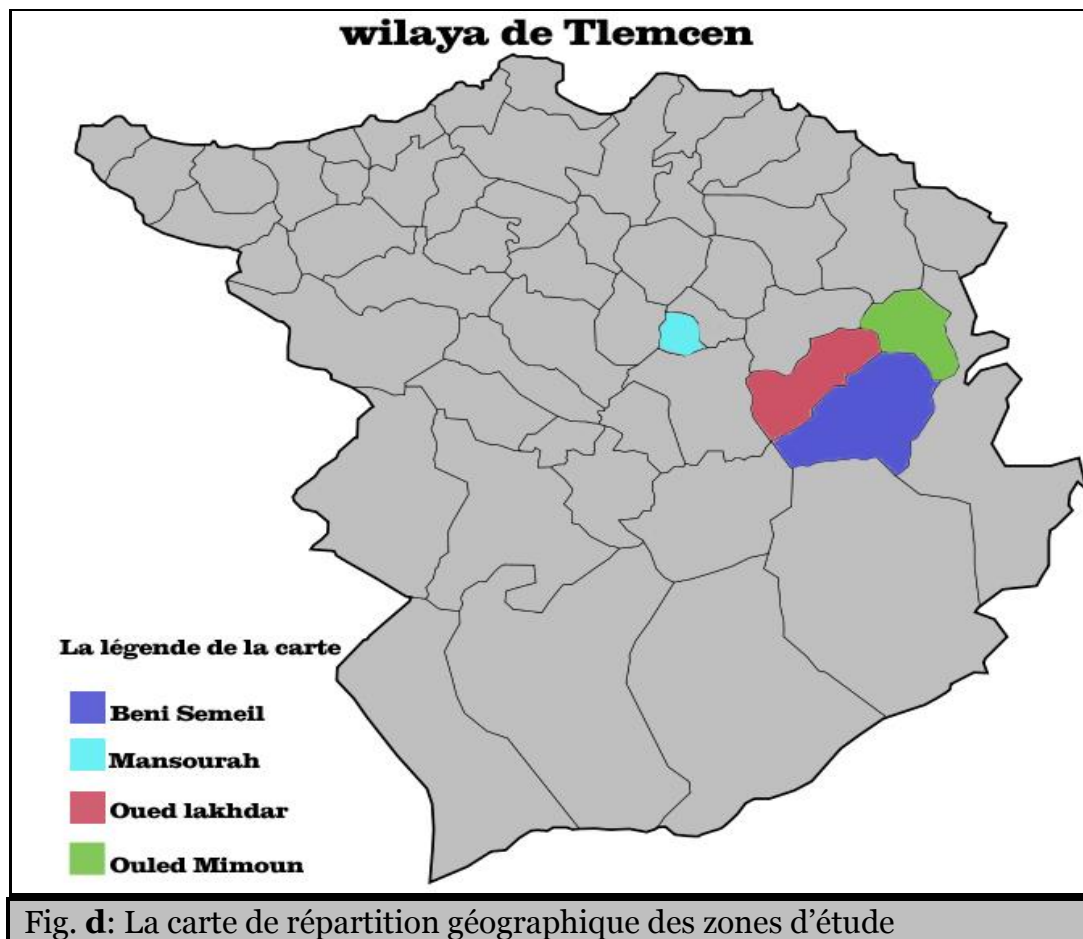 wilaya de Tlemcen
La légende de la carte
Beni Semeil
Mansourah
Oued lakhdar
Ouled Mimoun
Fig. d: La carte de répartition géographique des zones d’étude